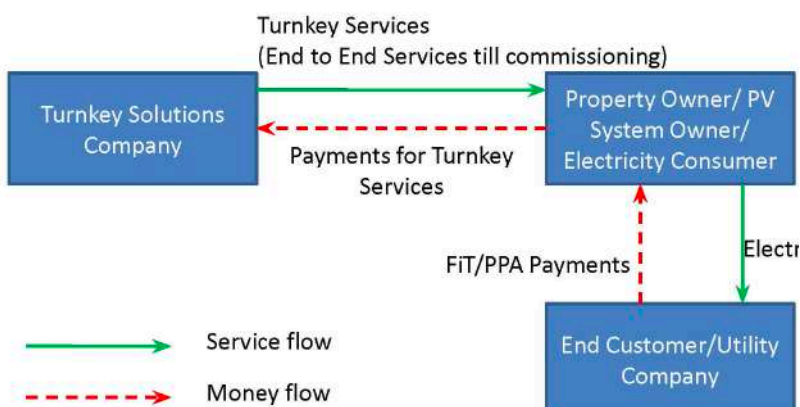 Turnkey Services
(End to End Services till commissioning)
Turnkey Solutions
Company
Property Owner/ PV
System Owner/
Electricity Consumer
Payments for Turnkey
Services
FiT/PPA Payments
Electr
End Customer/Utility
Company
Service flow
Money flow